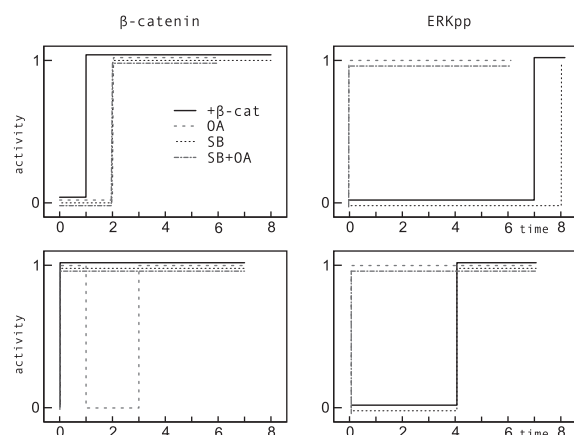 β-catenin ERKpp
1 1
activity
+β-cat
OA
SB
SB+OA
0 0
0 2 4 6 8 0 2 4 6 time 8
1 1
activity
0 0
0 2 4 6 8 0 2 4 6 time 8